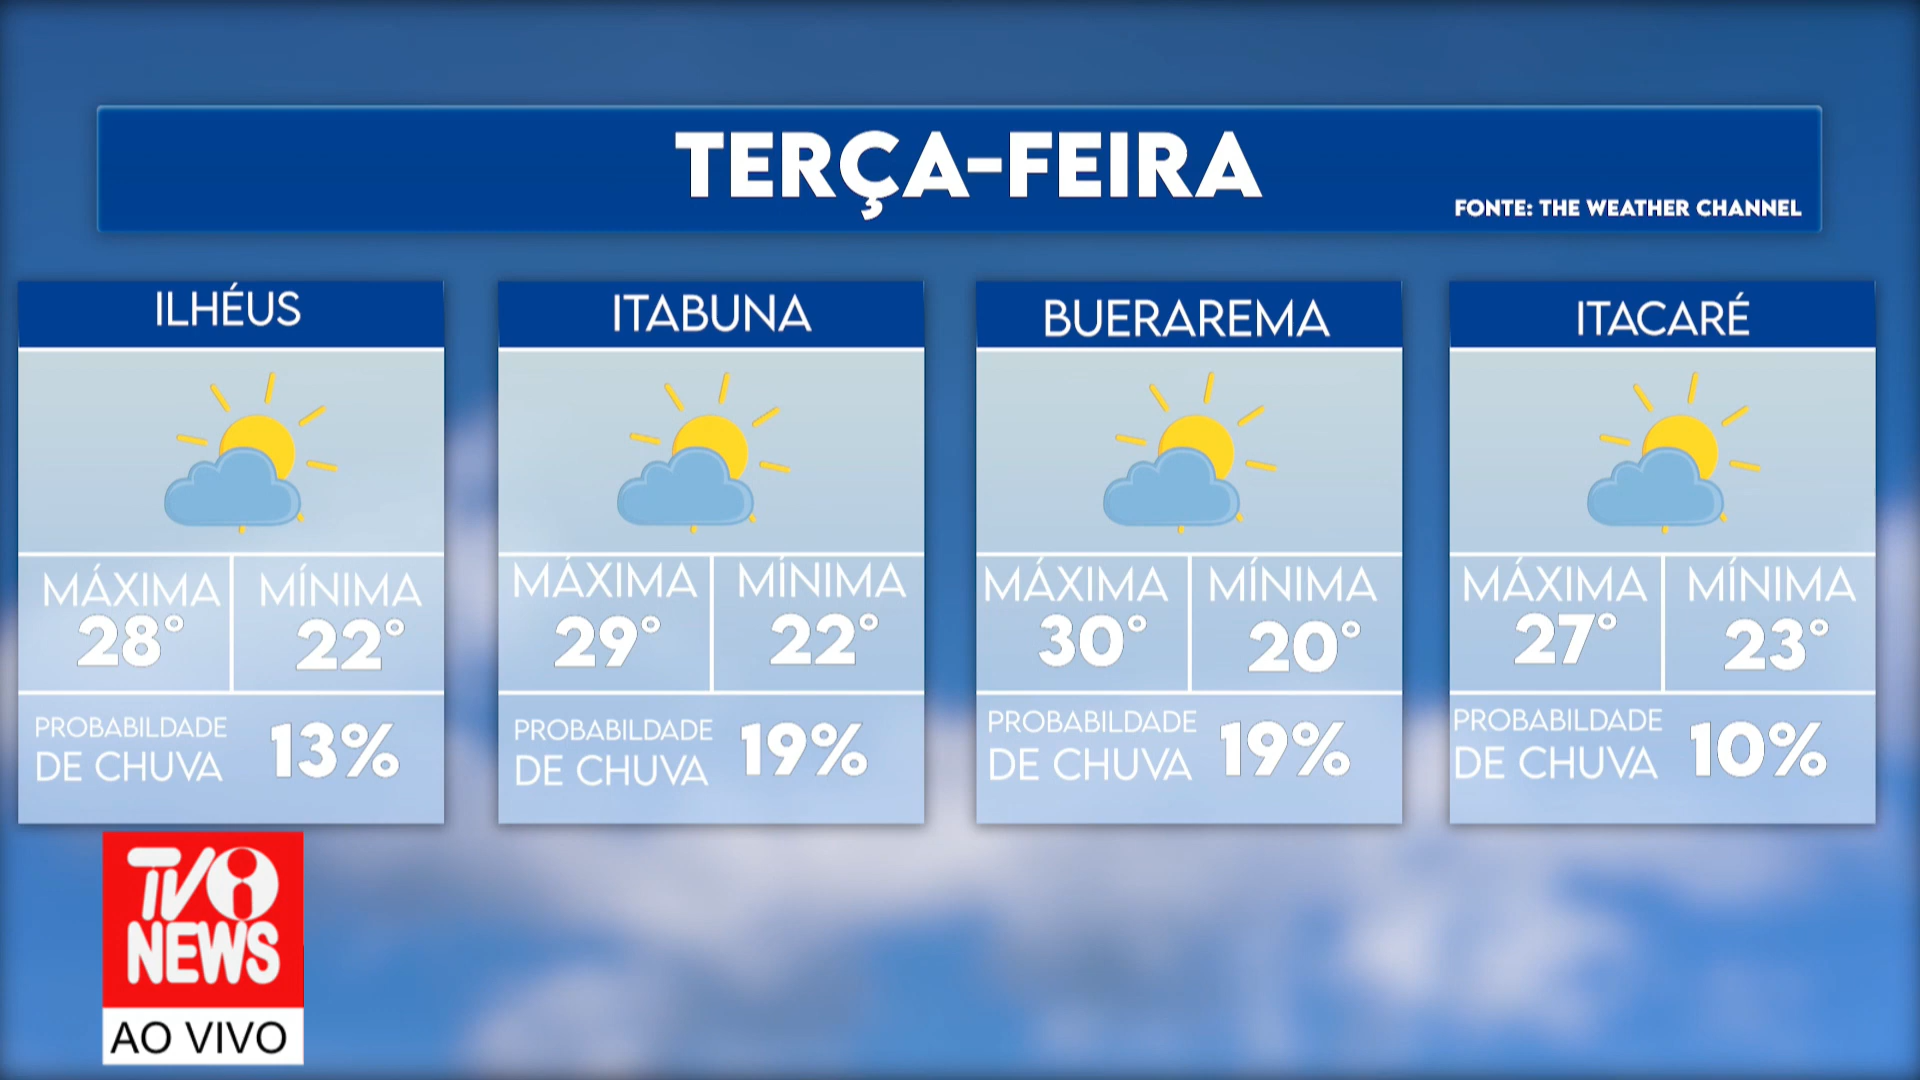 TERÇA-FEIRA
FONTE: THE WEATHER CHANNEL
ILHÉUS
MÁXIMA
28°
MÍNIMA
22°
PROBABILDADE
DE CHUVA
13%
ITABUNA
MÁXIMA
29°
MÍNIMA
22°
PROBABILDADE
DE CHUVA
19%
BUERAREMA
MÁXIMA
30°
MÍNIMA
20°
PROBABILDADE
DE CHUVA
19%
ITACARÉ
MÁXIMA
27°
MÍNIMA
23°
PROBABILDADE
DE CHUVA
10%
TVi
NEWS
AO VIVO